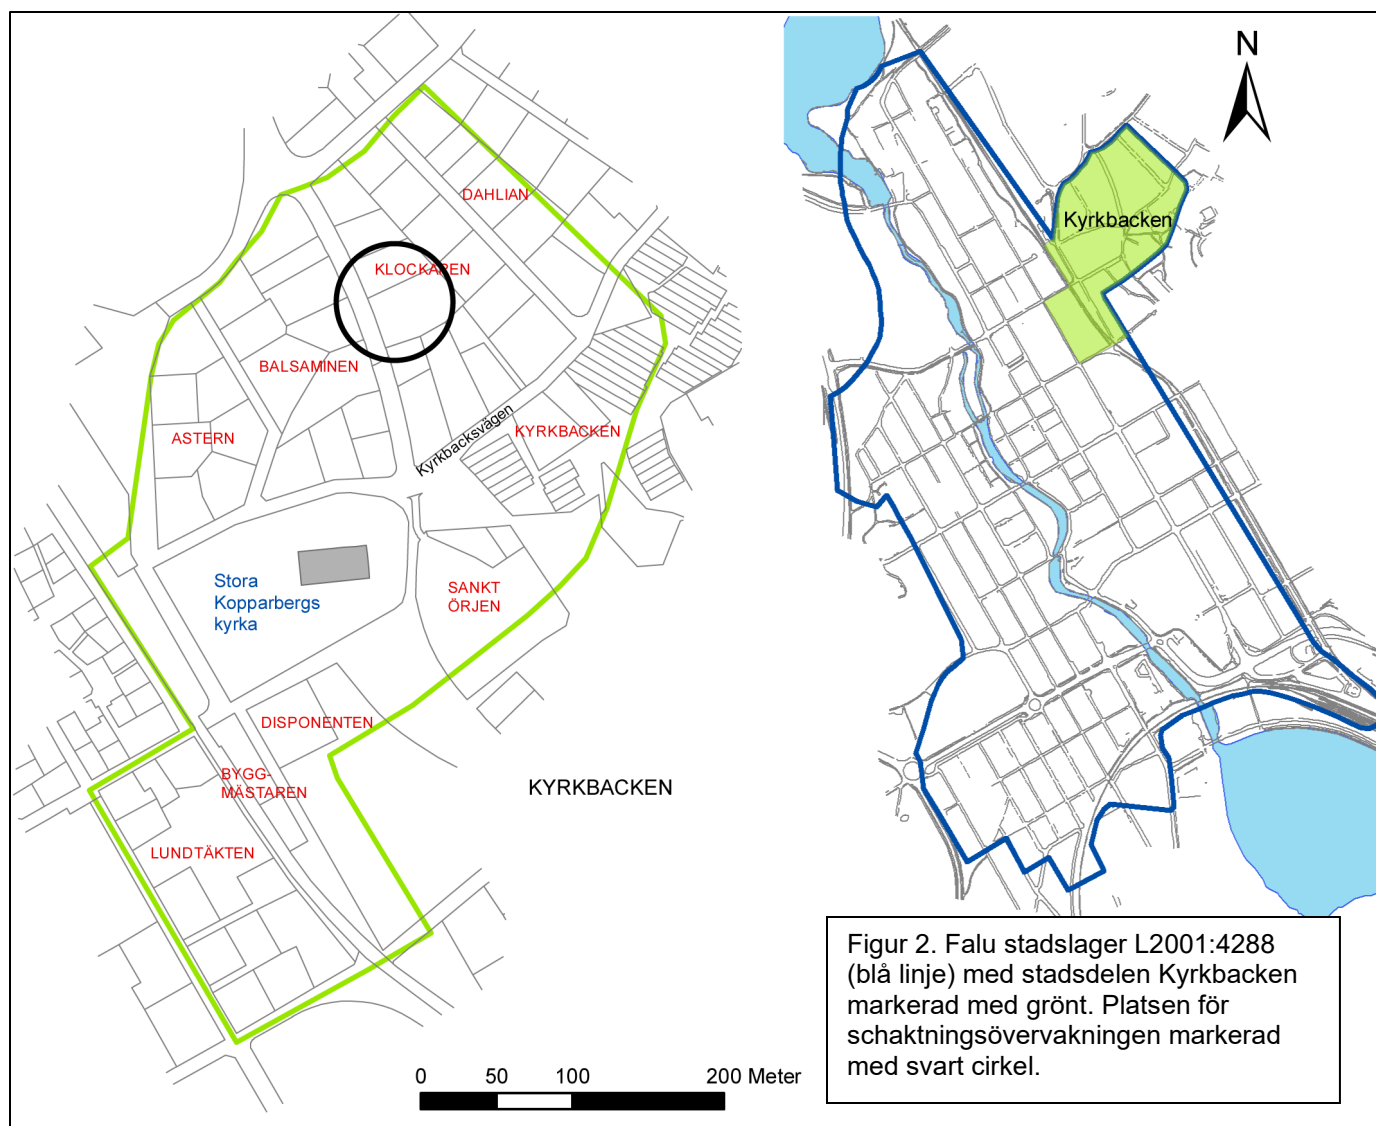 DAHLIAN
KLOCKAREN
BALSAMINEN
ASTERN
Kyrkbacksvägen
KYRKBACKEN
Stora
Kopparbergs
kyrka
SANKT
ÖRJEN
DISPONENTEN
BYGG-
MÄSTAREN
LUNDTÄKTEN
KYRKBACKEN
0 50 100 200 Meter
N
Kyrkbacken
Figur 2. Falu stadslager L2001:4288
(blå linje) med stadsdelen Kyrkbacken
markerad med grönt. Platsen för
schaktningsövervakningen markerad
med svart cirkel.